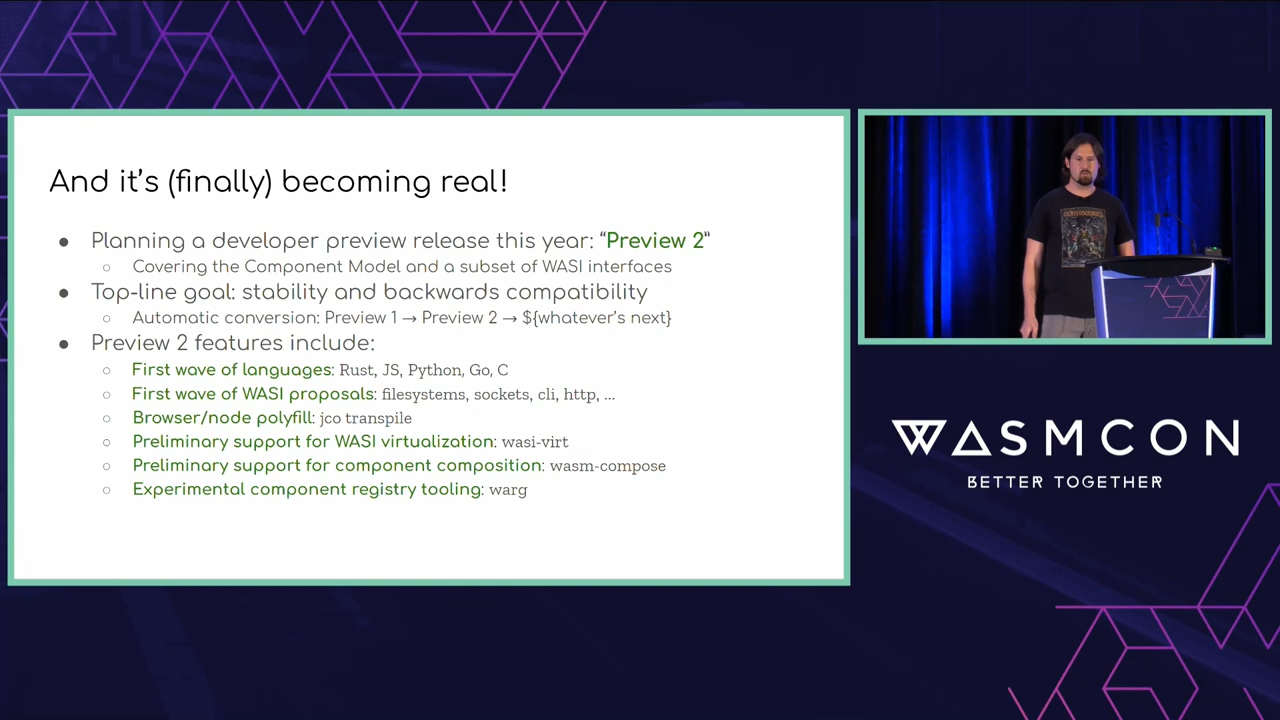 And it's (finally) becoming real!
● Planning a developer preview release this year: “Preview 2”
○ Covering the Component Model and a subset of WASI interfaces
● Top-line goal: stability and backwards compatibility
○ Automatic conversion: Preview 1 → Preview 2 → ${whatever's next}
● Preview 2 features include:
○ First wave of languages: Rust, JS, Python, Go, C
○ First wave of WASI proposals: filesystems, sockets, cli, http, ...
○ Browser/node polyfill: jco transpile
○ Preliminary support for WASI virtualization: wasi-virt
○ Preliminary support for component composition: wasm-compose
○ Experimental component registry tooling: warg
WASMCON
BETTER TOGETHER